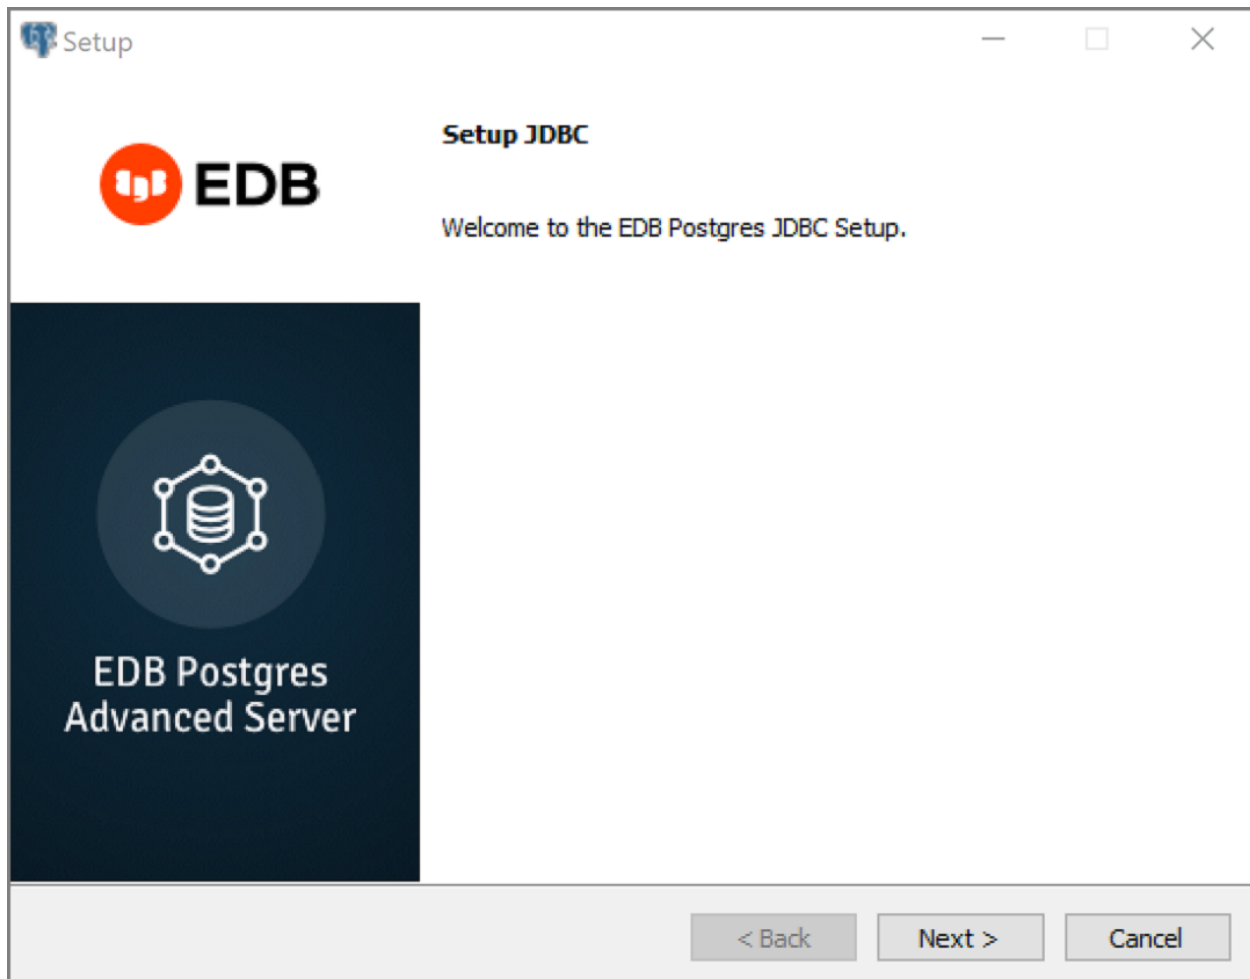 Setup
EDB
Setup JDBC
Welcome to the EDB Postgres JDBC Setup.
EDB Postgres
Advanced Server
< Back
Next >
Cancel